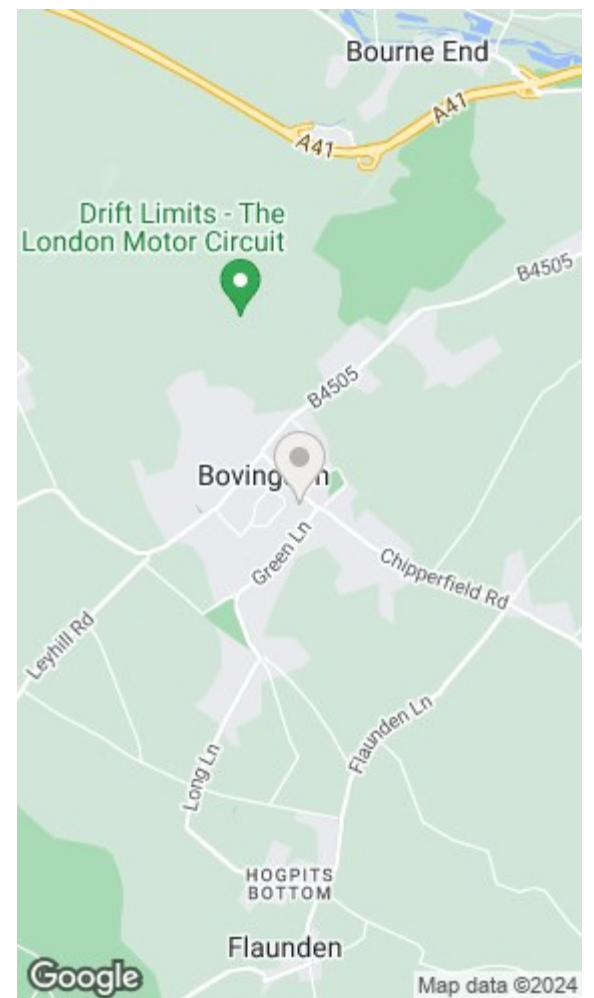 Bourne End
A41
A41
Drift Limits - The
London Motor Circuit
B4505
B4505
Green Ln
Chipperfield Rd
Leyhill Rd
Flaunden Ln
Long Ln
HOGPITS
BOTTOM
Flaunden
Google
Map data ©2024